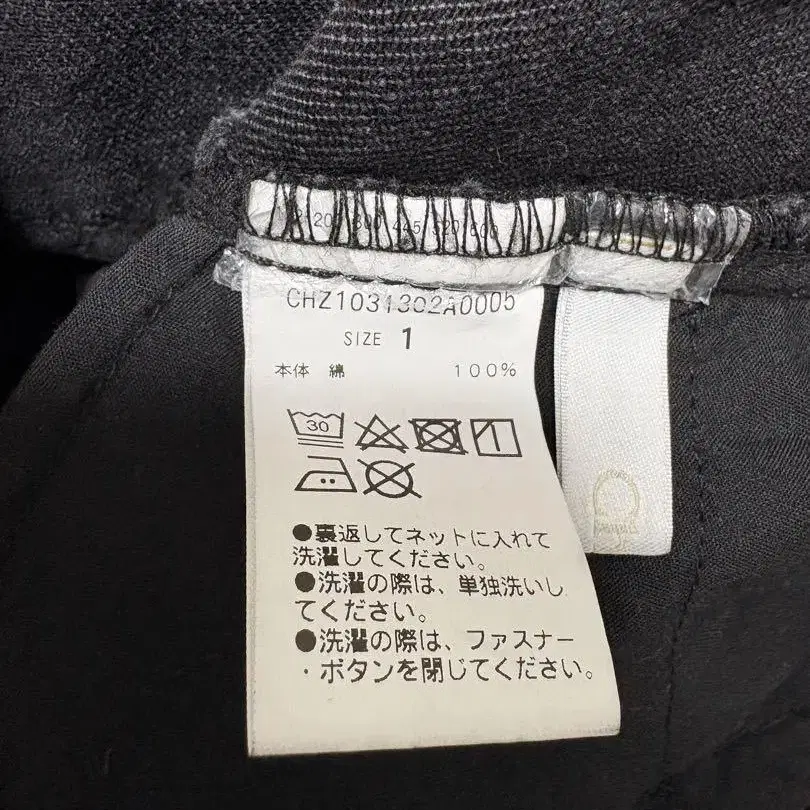 CHZ1031302A0005
SIZE 1
本体 綿 100%
30
●裏返してネットに入れて
洗濯してください。
●洗濯の際は、単独洗いし
てください。
●洗濯の際は、ファスナー
・ボタンを閉じてください。